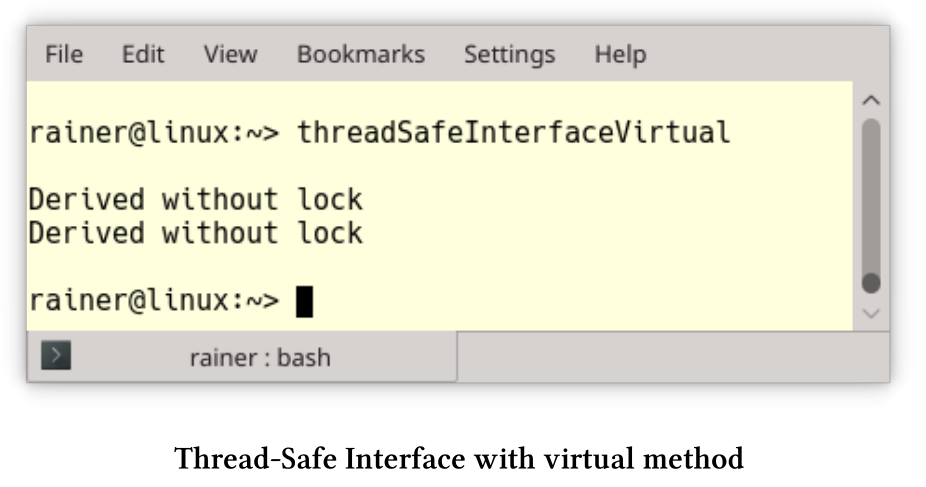 File Edit View Bookmarks Settings Help
rainer@linux:~> threadSafeInterfaceVirtual
Derived without lock
Derived without lock
rainer@linux:~>
rainer : bash
Thread-Safe Interface with virtual method